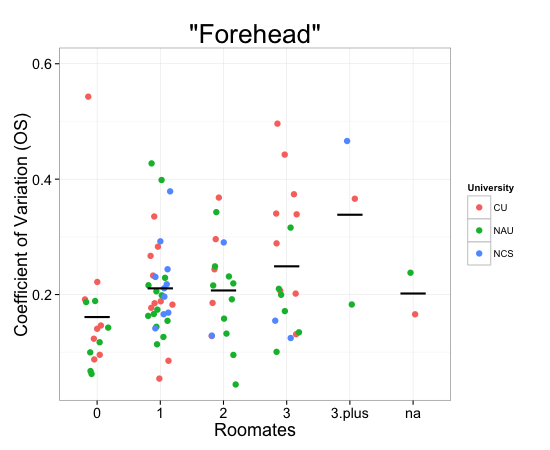 "Forehead"
Coefficient of Variation (OS)
0.6
0.4
0.2
0 1 2 3 3.plus na
Roomates
University
CU
NAU
NCS